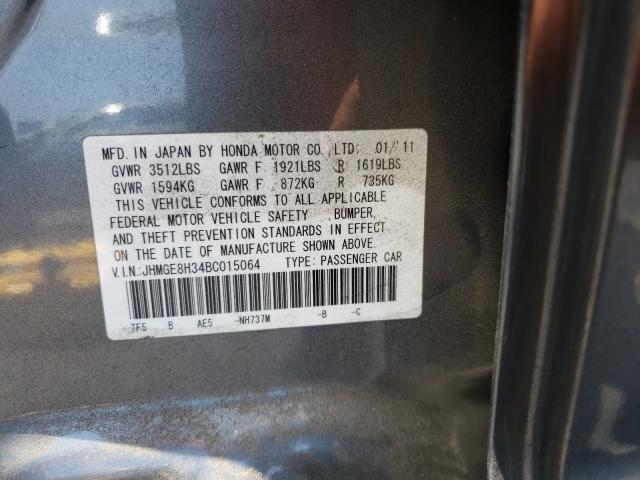 MFD. IN JAPAN BY HONDA MOTOR CO.,LTD: 01/'11
GVWR 3512LBS GAWR F 1921LBS R 1619LBS
GVWR 1594KG GAWR F 872KG R 735KG
THIS VEHICLE CONFORMS TO ALL APPLICABLE
FEDERAL MOTOR VEHICLE SAFETY ,BUMPER,
AND THEFT PREVENTION STANDARDS IN EFFECT
ON THE DATE OF MANUFACTURE SHOWN ABOVE.
V.I.N:JHMGE8H34BC015064 TYPE: PASSENGER CAR
TF5 B AE5 -NH737M -B -C